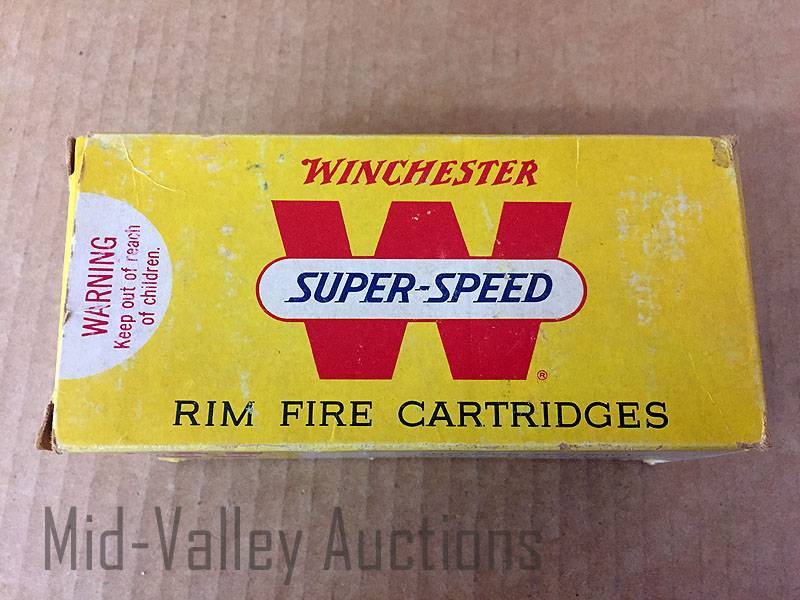 WINCHESTER
W
SUPER-SPEED
®
RIM FIRE CARTRIDGES
WARNING
Keep out of reach
of children.
Mid-Valley Auctions